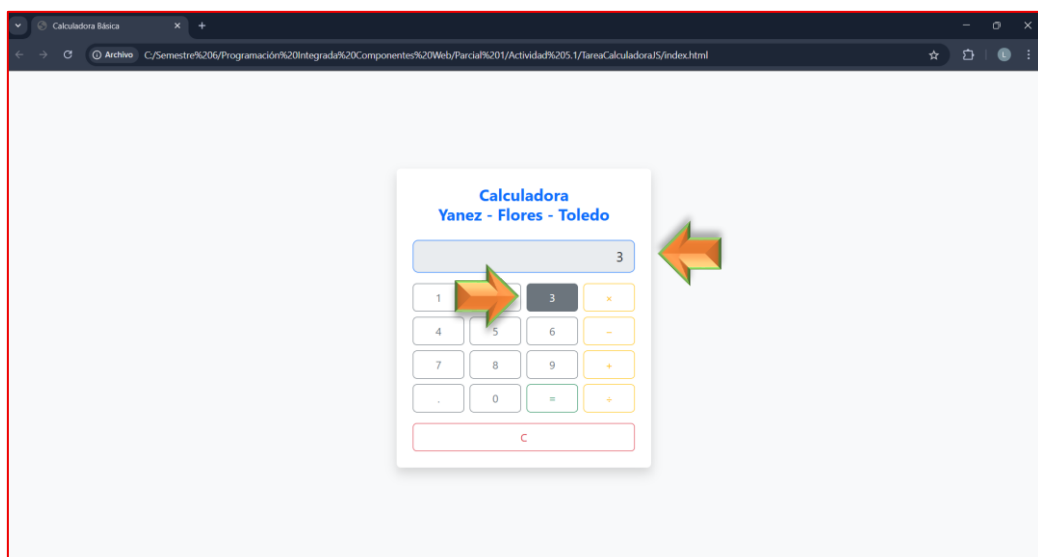 Calculadora Básica
Archivo C:/Semestre%206/Programación%20Integrada%20Componentes%20Web/Parcial%201/Actividad%205.1/TareaCalculadoraJS/index.html
L
Calculadora
Yanez - Flores - Toledo
3
1 3 ×
4 5 6 −
7 8 9 +
. 0 = ÷
C